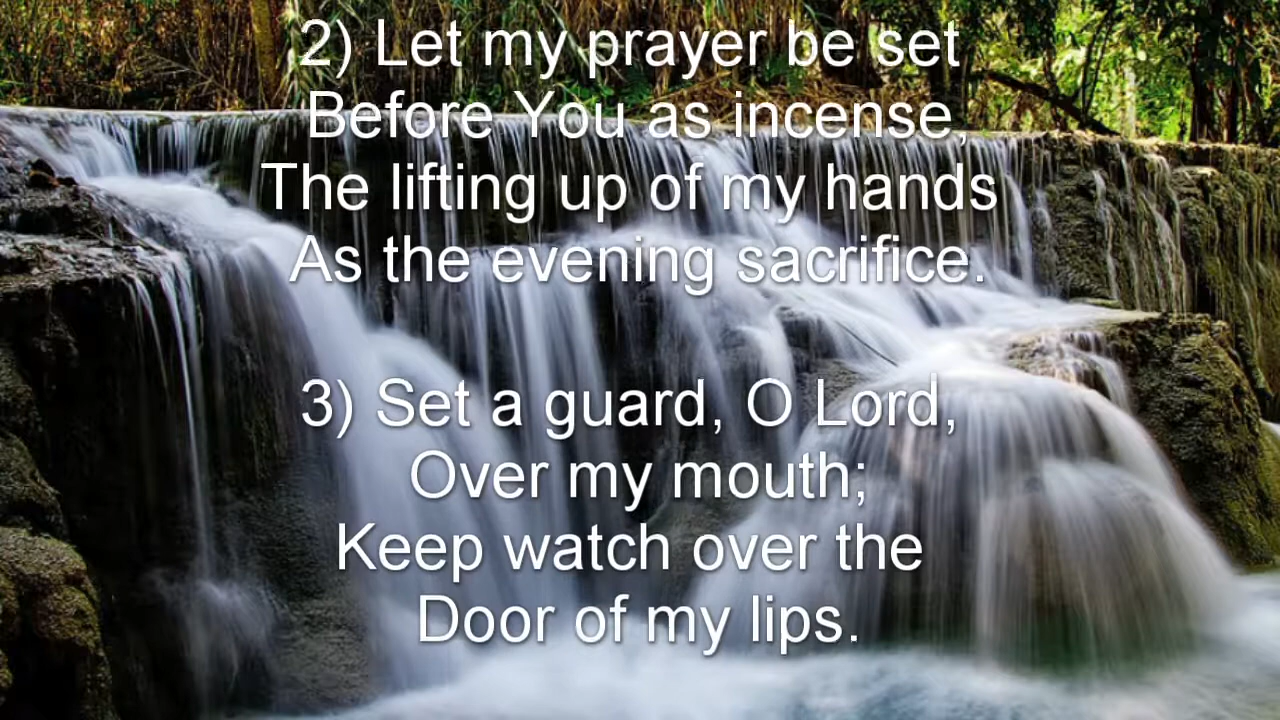 2) Let my prayer be set
Before You as incense,
The lifting up of my hands
As the evening sacrifice.
3) Set a guard, O Lord,
Over my mouth;
Keep watch over the
Door of my lips.